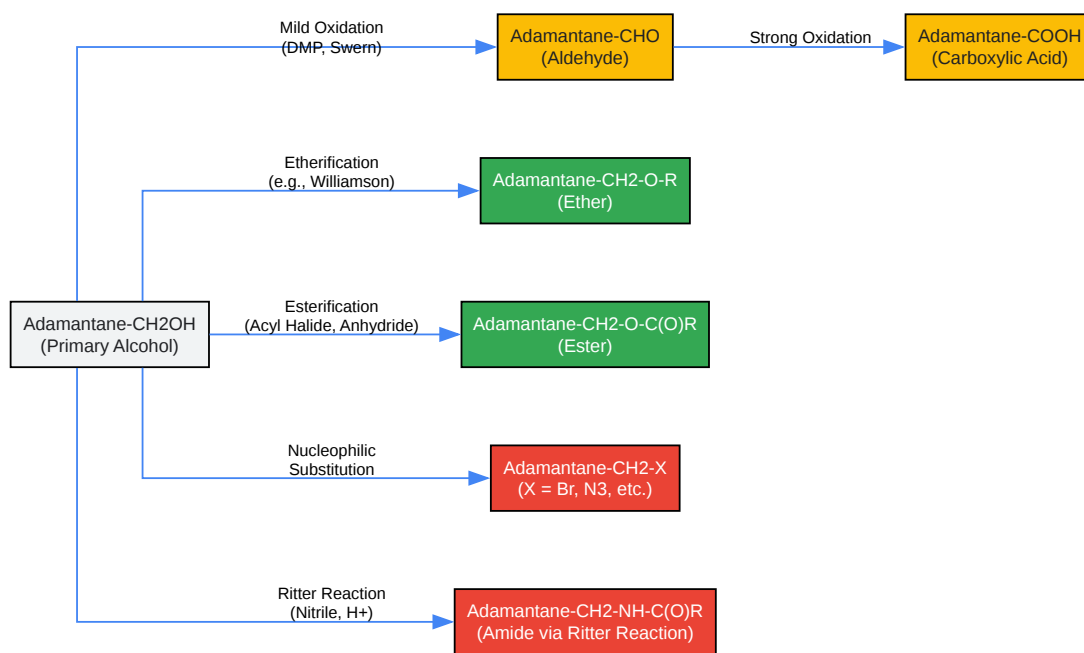 Mild Oxidation
(DMP, Swern)
Adamantane-CHO
(Aldehyde)
Strong Oxidation
Adamantane-COOH
(Carboxylic Acid)
Etherification
(e.g., Williamson)
Adamantane-CH2-O-R
(Ether)
Adamantane-CH2OH
(Primary Alcohol)
Esterification
(Acyl Halide, Anhydride)
Adamantane-CH2-O-C(O)R
(Ester)
Nucleophilic
Substitution
Adamantane-CH2-X
(X = Br, N3, etc.)
Ritter Reaction
(Nitrile, H+)
Adamantane-CH2-NH-C(O)R
(Amide via Ritter Reaction)